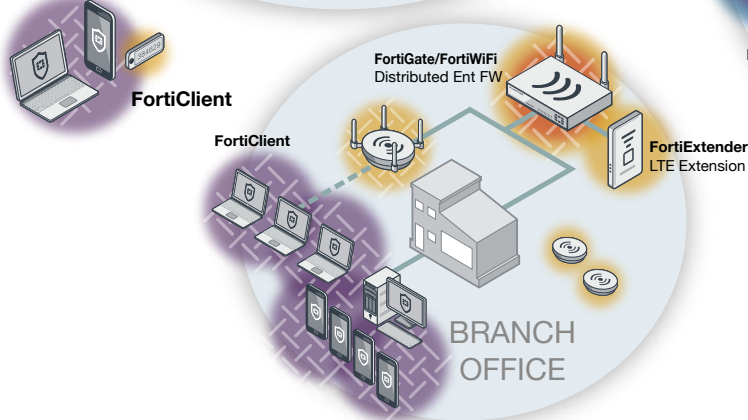 FortiClient
FortiGate/FortiWiFi
Distributed Ent FW
FortiClient
FortiExtender
LTE Extension
BRANCH
OFFICE